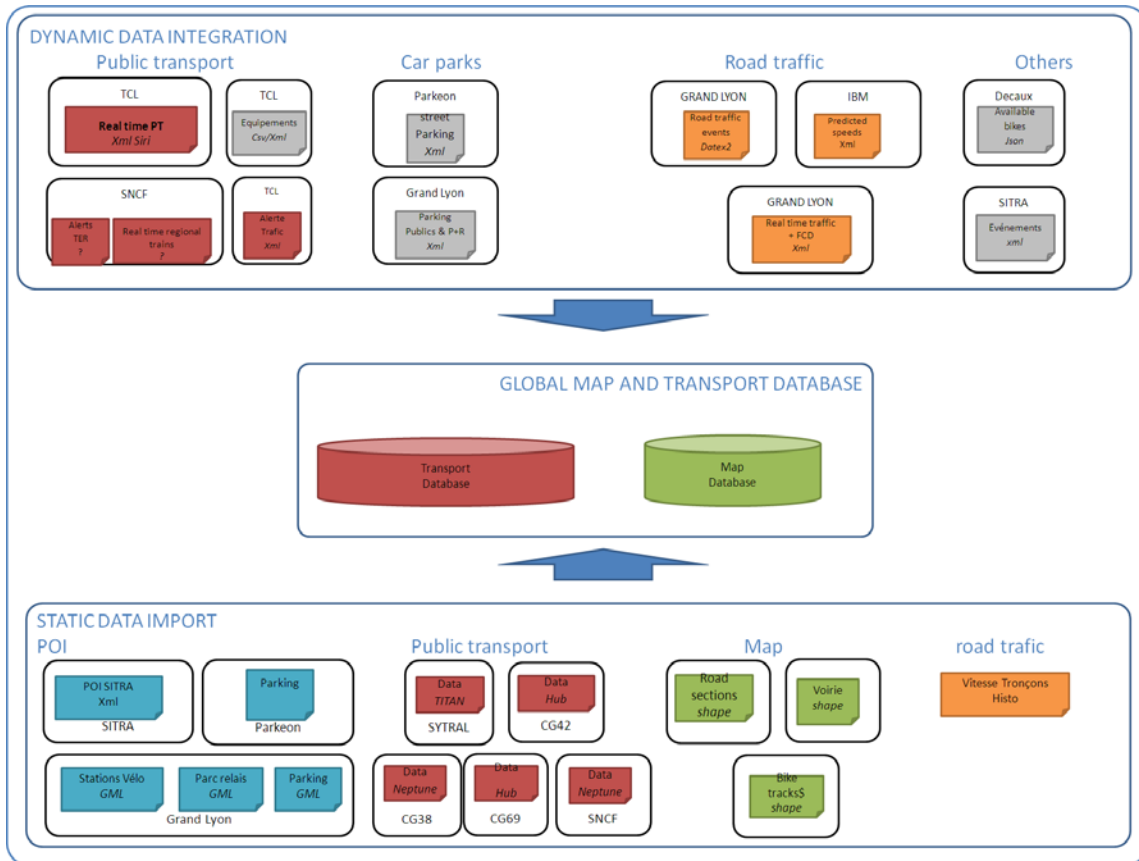 DYNAMIC DATA INTEGRATION
Public transport
Car parks
Road traffic
Others
TCL
Real time PT
Xml Siri
TCL
Equipements
Csv/Xml
SNCF
Alerts
TER
?
Real time regional
trains
?
TCL
Alerte
Trafic
Xml
Parkeon
street
Parking
Xml
Grand Lyon
Parking
Publics & P+R
Xml
GRAND LYON
Road traffic
events
Datex2
IBM
Predicted
speeds
Xml
GRAND LYON
Real time traffic
+ FCD
Xml
Decaux
Available
bikes
Json
SITRA
Evénements
xml
GLOBAL MAP AND TRANSPORT DATABASE
Transport
Database
Map
Database
STATIC DATA IMPORT
POI
Public transport
Map
road trafic
POI SITRA
Xml
SITRA
Parking
Parkeon
Stations Vélo
GML
Parc relais
GML
Parking
GML
Grand Lyon
Data
TITAN
SYTRAL
Data
Hub
CG42
Data
Neptune
CG38
Data
Hub
CG69
Data
Neptune
SNCF
Road
sections
shape
Voirie
shape
Bike
tracks$
shape
Vitesse Tronçons
Histo